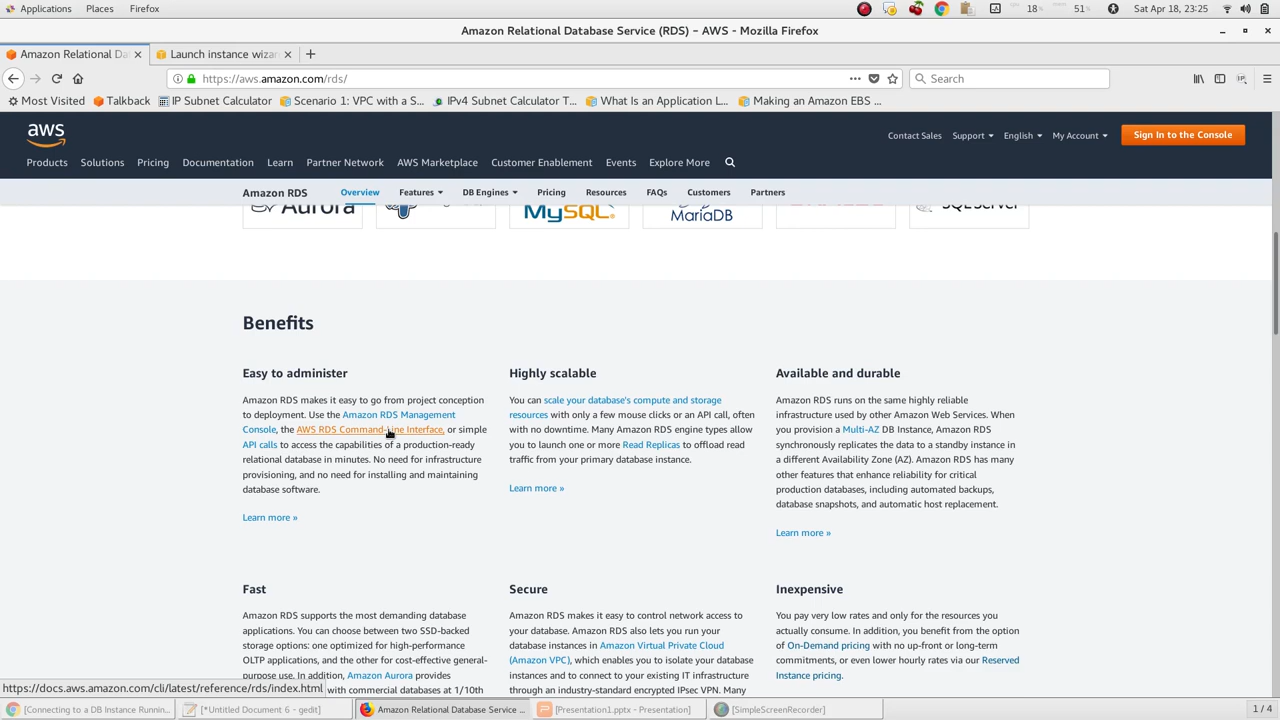 Applications Places Firefox 18% 51% Sat Apr 18, 23:25
Amazon Relational Database Service (RDS) – AWS - Mozilla Firefox
Amazon Relational Da Launch instance wizar
https://aws.amazon.com/rds/ Search
Most Visited Talkback IP Subnet Calculator Scenario 1: VPC with a S... IPv4 Subnet Calculator T... What Is an Application L... Making an Amazon EBS ...
aws Contact Sales Support English My Account Sign In to the Console
Products Solutions Pricing Documentation Learn Partner Network AWS Marketplace Customer Enablement Events Explore More
Amazon RDS Overview Features DB Engines Pricing Resources FAQs Customers Partners
Aurora MySQL MariaDB SQL Server
Benefits
Easy to administer
Amazon RDS makes it easy to go from project conception
to deployment. Use the Amazon RDS Management
Console, the AWS RDS Command-Line Interface, or simple
API calls to access the capabilities of a production-ready
relational database in minutes. No need for infrastructure
provisioning, and no need for installing and maintaining
database software.
Learn more »
Highly scalable
You can scale your database's compute and storage
resources with only a few mouse clicks or an API call, often
with no downtime. Many Amazon RDS engine types allow
you to launch one or more Read Replicas to offload read
traffic from your primary database instance.
Learn more »
Available and durable
Amazon RDS runs on the same highly reliable
infrastructure used by other Amazon Web Services. When
you provision a Multi-AZ DB Instance, Amazon RDS
synchronously replicates the data to a standby instance in
a different Availability Zone (AZ). Amazon RDS has many
other features that enhance reliability for critical
production databases, including automated backups,
database snapshots, and automatic host replacement.
Learn more »
Fast
Amazon RDS supports the most demanding database
applications. You can choose between two SSD-backed
storage options: one optimized for high-performance
OLTP applications, and the other for cost-effective general-
purpose use. In addition, Amazon Aurora provides
with commercial databases at 1/10th
Secure
Amazon RDS makes it easy to control network access to
your database. Amazon RDS also lets you run your
database instances in Amazon Virtual Private Cloud
(Amazon VPC), which enables you to isolate your database
instances and to connect to your existing IT infrastructure
through an industry-standard encrypted IPsec VPN. Many
Inexpensive
You pay very low rates and only for the resources you
actually consume. In addition, you benefit from the option
of On-Demand pricing with no up-front or long-term
commitments, or even lower hourly rates via our Reserved
Instance pricing.
https://docs.aws.amazon.com/cli/latest/reference/rds/index.html
[Connecting to a DB Instance Runnin... [*Untitled Document 6 - gedit] Amazon Relational Database Service ... [Presentation1.pptx - Presentation] [SimpleScreenRecorder] 1 / 4